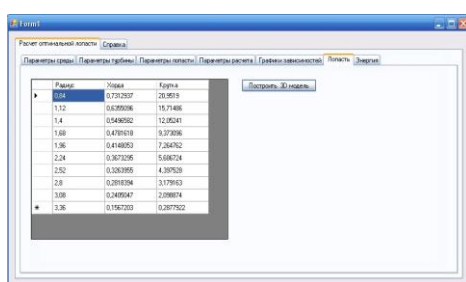 Form1
Расчет оптимальной лопасти Справка
Параметры среды Параметры турбины Параметры лопасти Параметры расчета Графики зависимостей Лопасть Энергия
Радиус Хорда Крутка
0,84 0,7312937 20,9519
1,12 0,6355096 15,71486
1,4 0,5496582 12,05241
1,68 0,4781618 9,373096
1,96 0,4148053 7,264762
2,24 0,3673295 5,686724
2,52 0,3263955 4,397528
2,8 0,2818394 3,179163
3,08 0,2405047 2,098874
3,36 0,1567203 0,2877922
Построить 3D модель